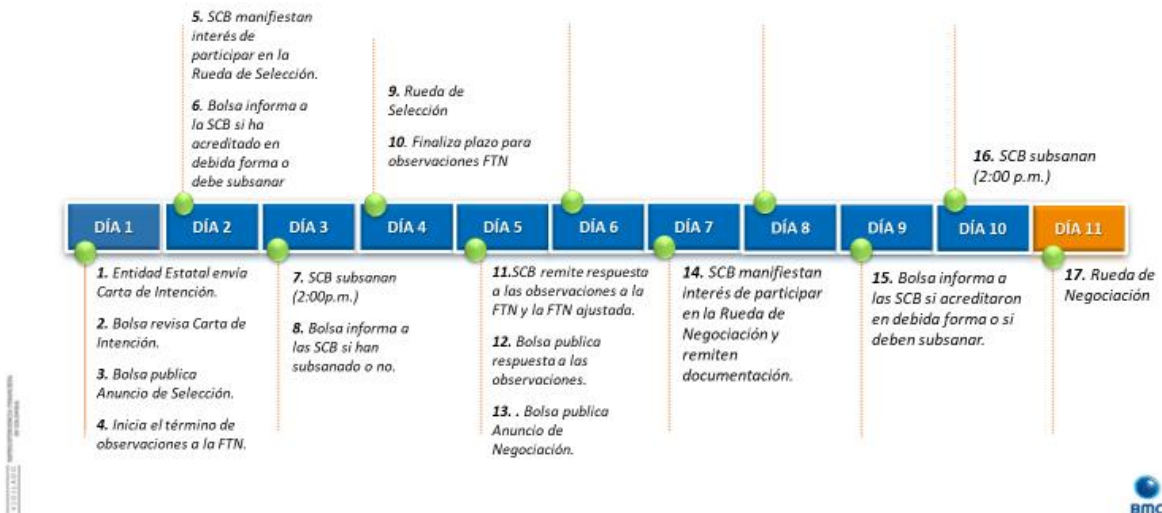 5. SCB manifiestan
interés de
participar en la
Rueda de Selección.
6. Bolsa informa a
la SCB si ha
acreditado en
debida forma o
debe subsanar
9. Rueda de
Selección
10. Finaliza plazo para
observaciones FTN
16. SCB subsanan
(2:00 p.m.)
DÍA 1
DÍA 2
DÍA 3
DÍA 4
DÍA 5
DÍA 6
DÍA 7
DÍA 8
DÍA 9
DÍA 10
DÍA 11
1. Entidad Estatal envía
Carta de Intención.
2. Bolsa revisa Carta de
Intención.
3. Bolsa publica
Anuncio de Selección.
4. Inicia el término de
observaciones a la FTN.
7. SCB subsanan
(2:00p.m.)
8. Bolsa informa a
las SCB si han
subsanado o no.
11.SCB remite respuesta
a las observaciones a la
FTN y la FTN ajustada.
12. Bolsa publica
respuesta a las
observaciones.
13. . Bolsa publica
Anuncio de
Negociación.
14. SCB manifiestan
interés de participar
en la Rueda de
Negociación y
remiten
documentación.
15. Bolsa informa a
las SCB si acreditaron
en debida forma o si
deben subsanar.
17. Rueda de
Negociación
BMC